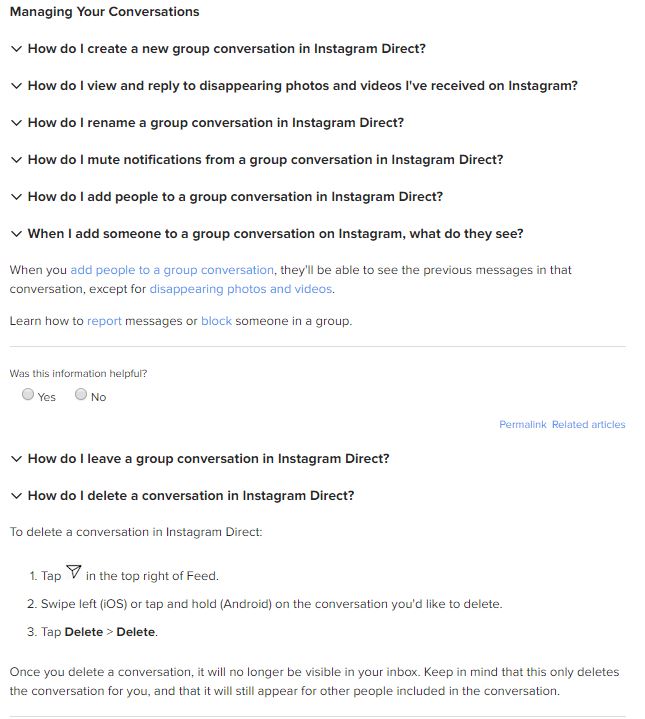 Managing Your Conversations
How do I create a new group conversation in Instagram Direct?
How do I view and reply to disappearing photos and videos I've received on Instagram?
How do I rename a group conversation in Instagram Direct?
How do I mute notifications from a group conversation in Instagram Direct?
How do I add people to a group conversation in Instagram Direct?
When I add someone to a group conversation on Instagram, what do they see?
When you add people to a group conversation, they'll be able to see the previous messages in that
conversation, except for disappearing photos and videos.
Learn how to report messages or block someone in a group.
Was this information helpful?
Yes No
Permalink Related articles
How do I leave a group conversation in Instagram Direct?
How do I delete a conversation in Instagram Direct?
To delete a conversation in Instagram Direct:
1. Tap in the top right of Feed.
2. Swipe left (iOS) or tap and hold (Android) on the conversation you'd like to delete.
3. Tap Delete > Delete.
Once you delete a conversation, it will no longer be visible in your inbox. Keep in mind that this only deletes
the conversation for you, and that it will still appear for other people included in the conversation.